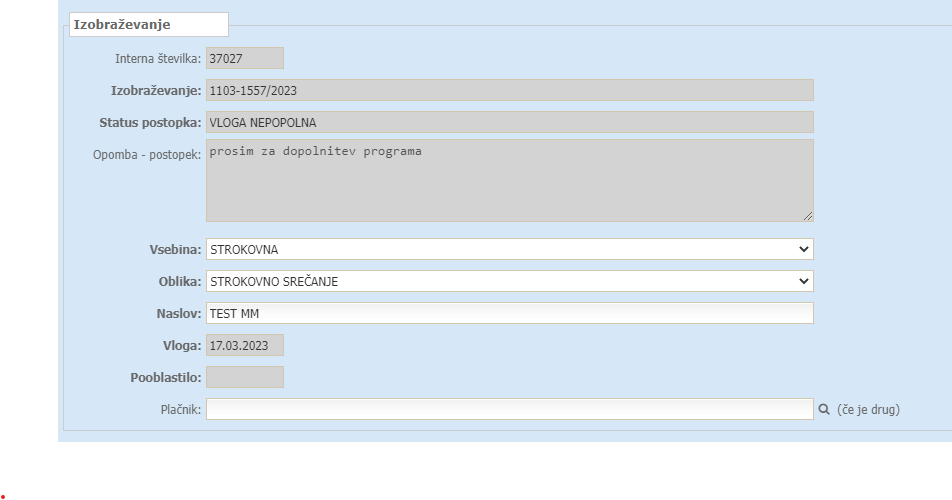 Izobraževanje
Interna številka: 37027
Izobraževanje: 1103-1557/2023
Status postopka: VLOGA NEPOPOLNA
Opomba - postopek: prosim za dopolnitev programa
Vsebina: STROKOVNA
Oblika: STROKOVNO SREČANJE
Naslov: TEST MM
Vloga: 17.03.2023
Pooblastilo:
Plačnik: (če je drug)